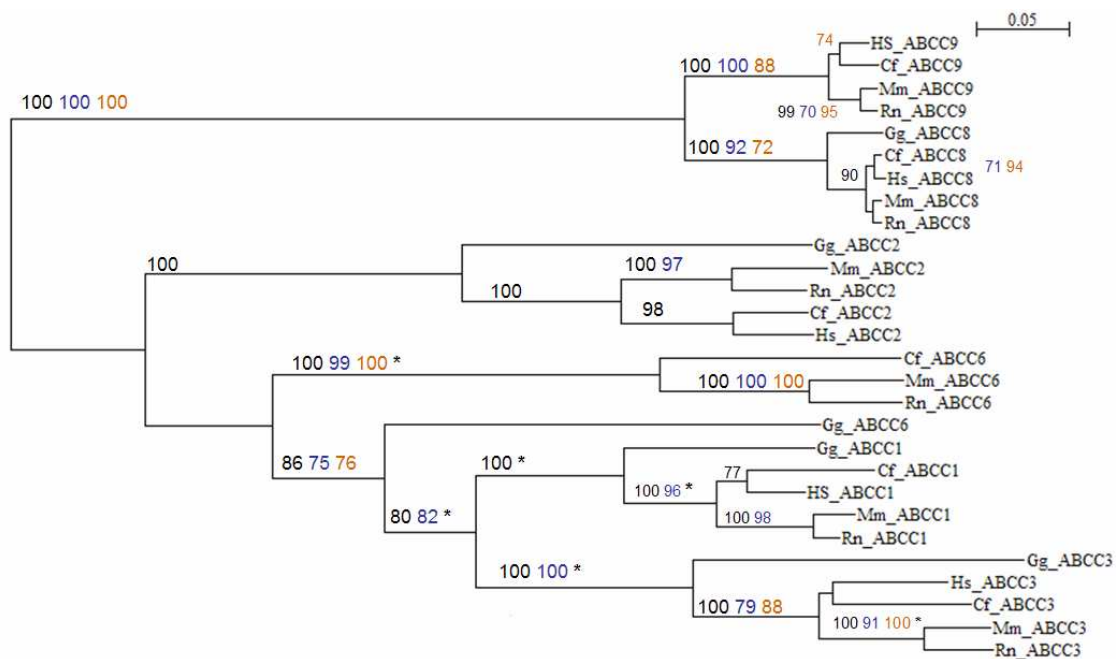 0.05
74
HS_ABCC9
100 100 88
Cf_ABCC9
Mm_ABCC9
100 100 100
99 70 95
Rn_ABCC9
Gg_ABCC8
100 92 72
Cf_ABCC8
90
71 94
Hs_ABCC8
Mm_ABCC8
Rn_ABCC8
Gg_ABCC2
100
100 97
Mm_ABCC2
100
Rn_ABCC2
98
Cf_ABCC2
Hs_ABCC2
100 99 100 *
Cf_ABCC6
100 100 100
Mm_ABCC6
Rn_ABCC6
Gg_ABCC6
86 75 76
100 *
Gg_ABCC1
77
Cf_ABCC1
100 96 *
HS_ABCC1
80 82 *
100 98
Mm_ABCC1
Rn_ABCC1
Gg_ABCC3
100 100 *
Hs_ABCC3
100 79 88
Cf_ABCC3
100 91 100 *
Mm_ABCC3
Rn_ABCC3